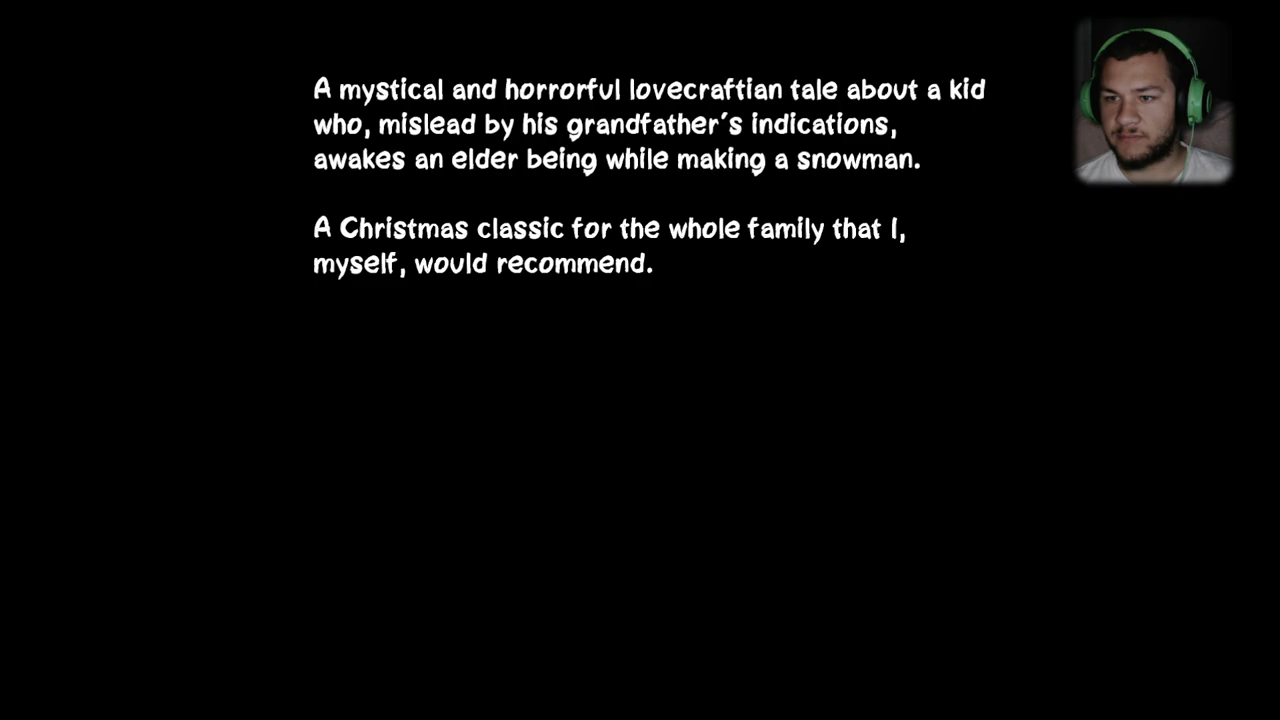 A mystical and horrorful lovecraftian tale about a kid
who, mislead by his grandfather's indications,
awakes an elder being while making a snowman.
A Christmas classic for the whole family that I,
myself, would recommend.